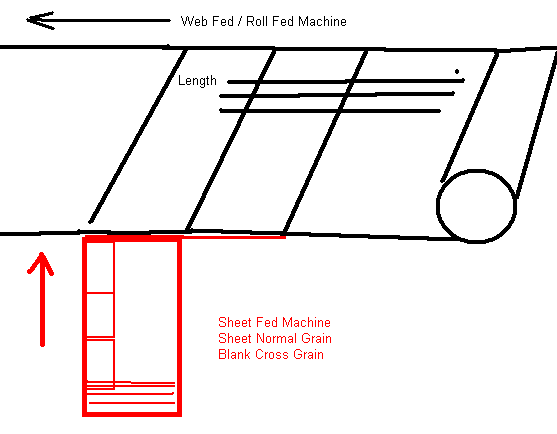 Web Fed / Roll Fed Machine
Length
Sheet Fed Machine
Sheet Normal Grain
Blank Cross Grain